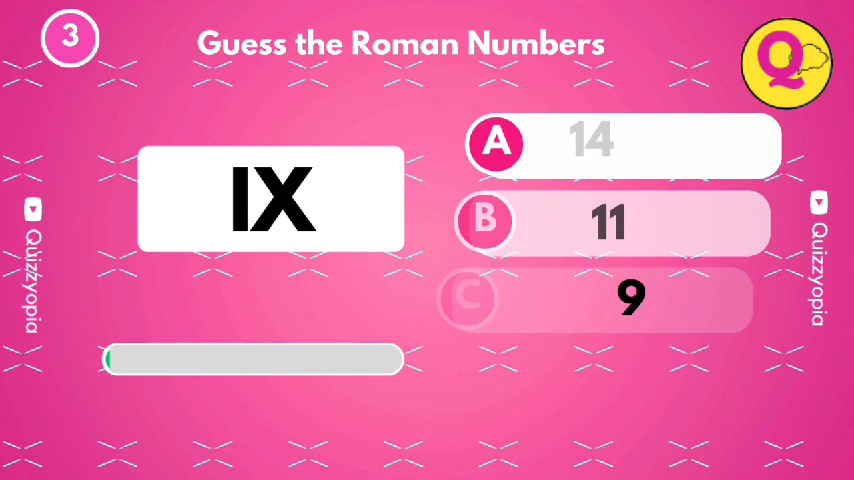 3
Guess the Roman Numbers
Q
IX
A 14
B 11
C 9
Quizzyopia
Quizzyopia